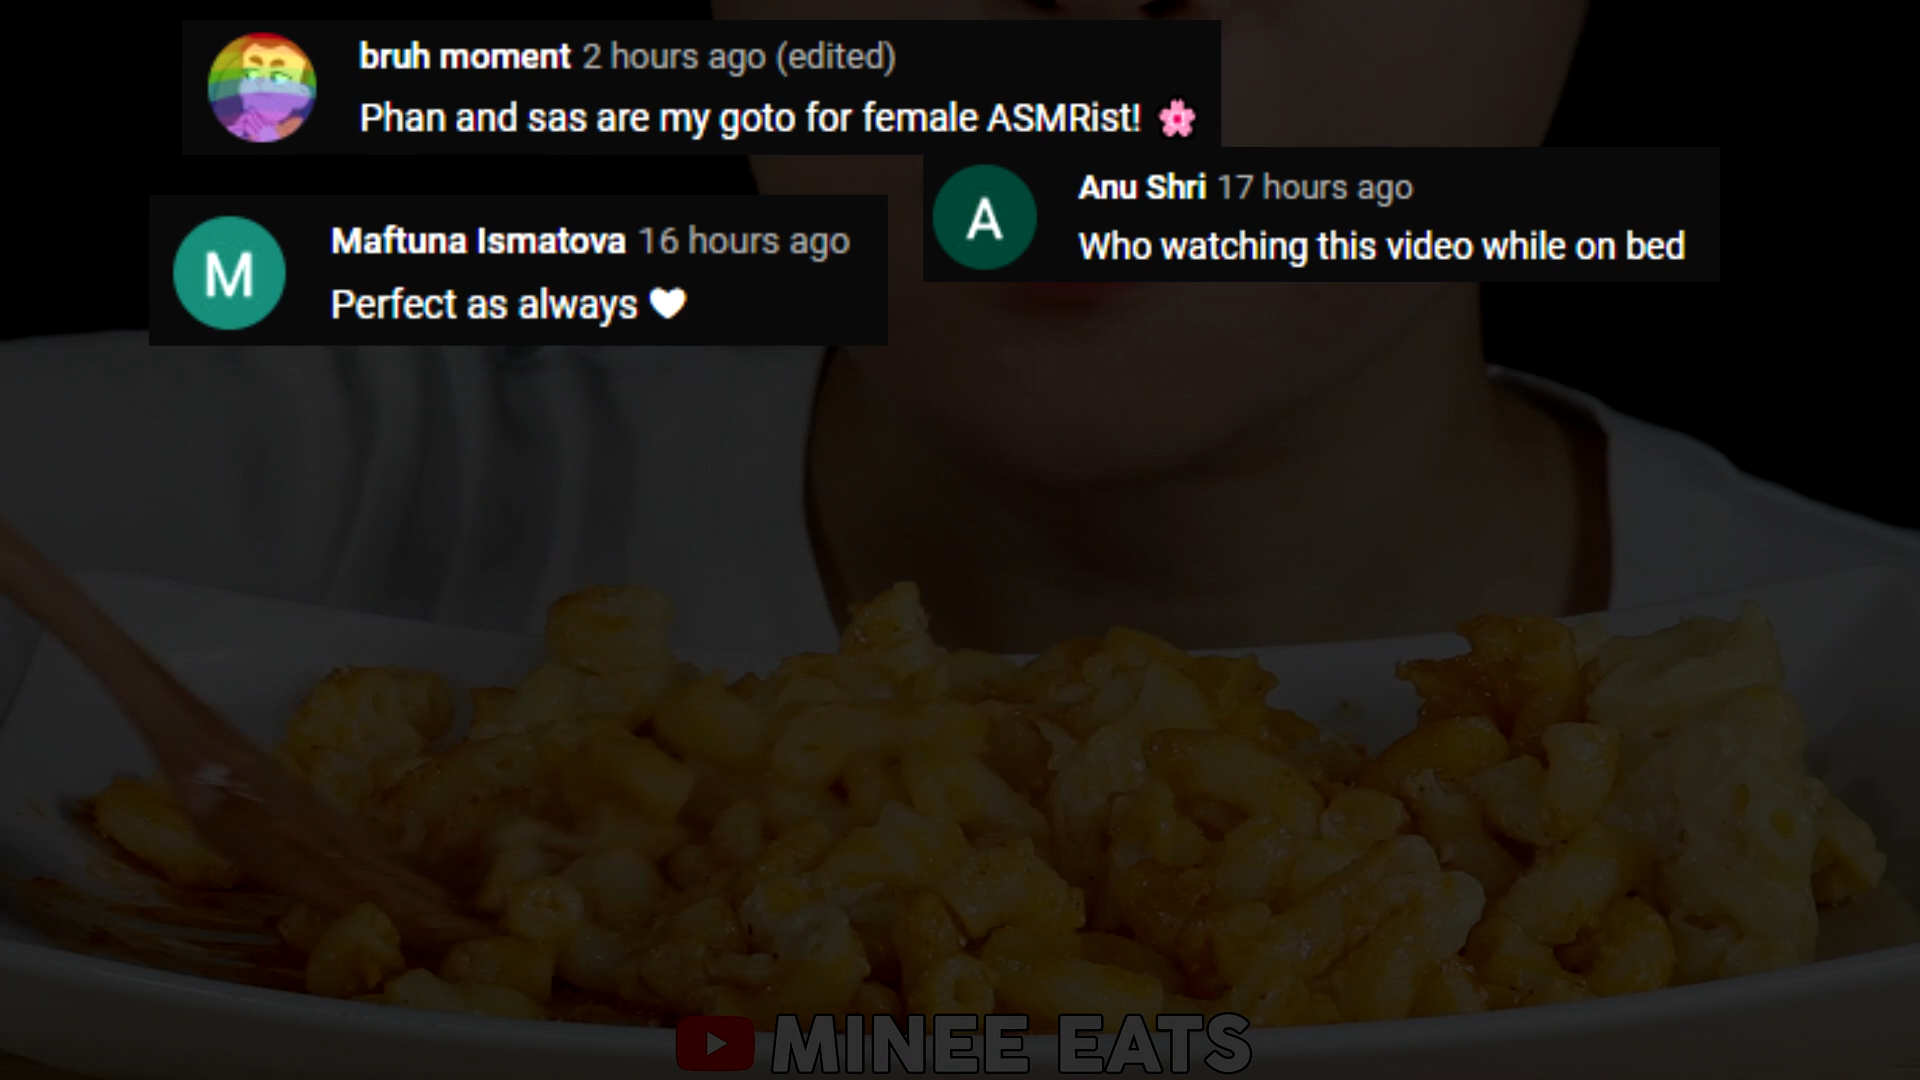 bruh moment 2 hours ago (edited)
Phan and sas are my goto for female ASMRist! 🌸
Anu Shri 17 hours ago
A
Who watching this video while on bed
Maftuna Ismatova 16 hours ago
M
Perfect as always 🤍
MINEE EATS